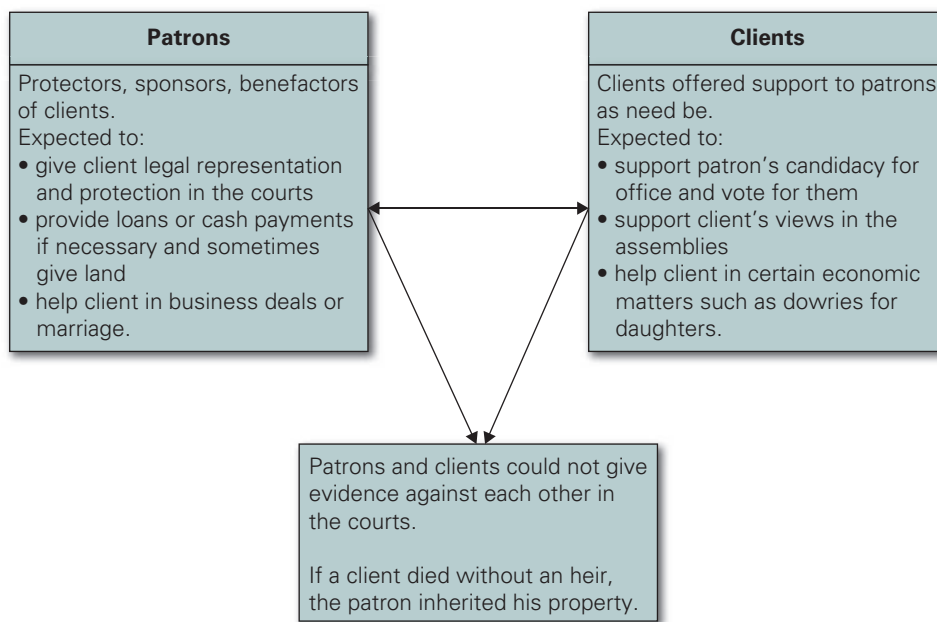 Patrons
Protectors, sponsors, benefactors
of clients.
Expected to:
• give client legal representation
and protection in the courts
• provide loans or cash payments
if necessary and sometimes
give land
• help client in business deals or
marriage.
Clients
Clients offered support to patrons
as need be.
Expected to:
• support patron’s candidacy for
office and vote for them
• support client’s views in the
assemblies
• help client in certain economic
matters such as dowries for
daughters.
Patrons and clients could not give
evidence against each other in
the courts.
If a client died without an heir,
the patron inherited his property.